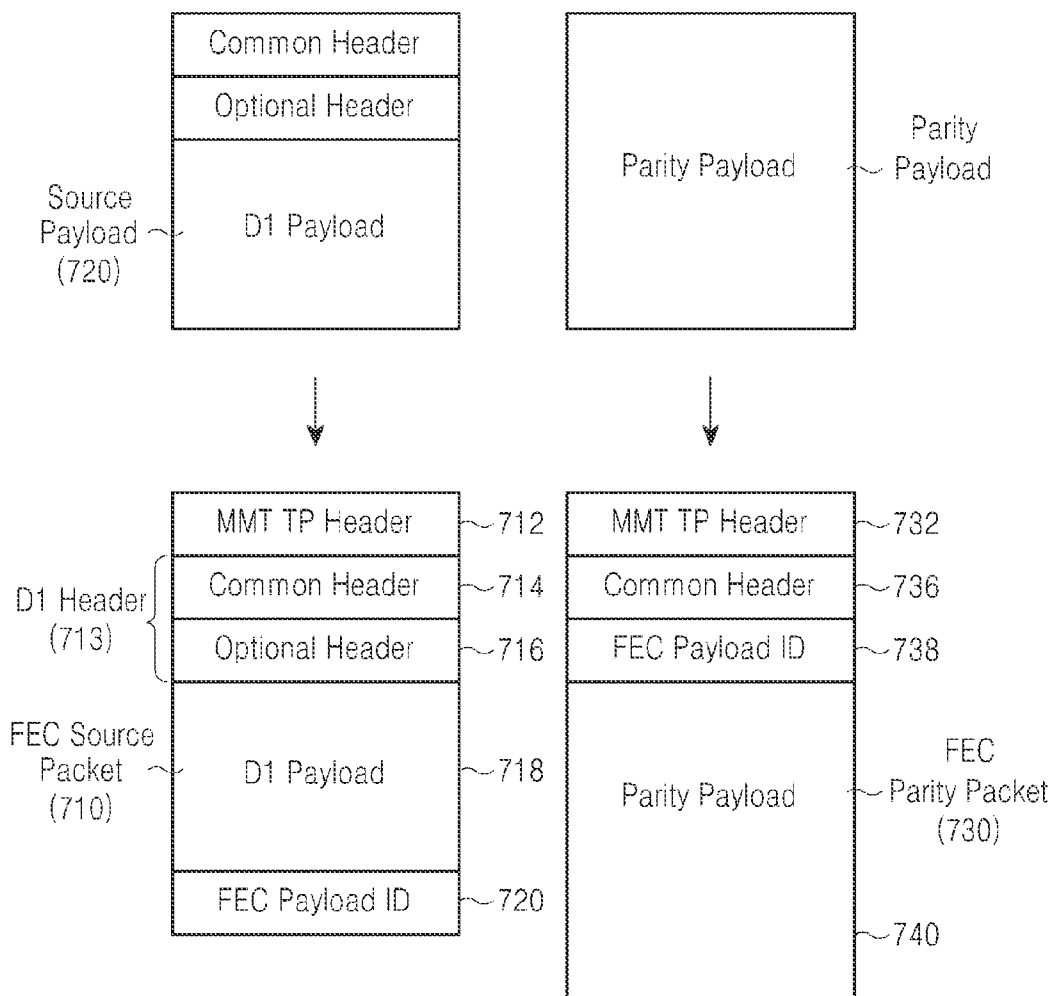 Common Header
Optional Header
D1 Payload
Source
Payload
(720)
Parity Payload
Parity
Payload
MMT TP Header
712
D1 Header
(713)
Common Header
714
Optional Header
716
FEC Source
Packet
(710)
D1 Payload
718
FEC Payload ID
720
MMT TP Header
732
Common Header
736
FEC Payload ID
738
Parity Payload
FEC
Parity Packet
(730)
740